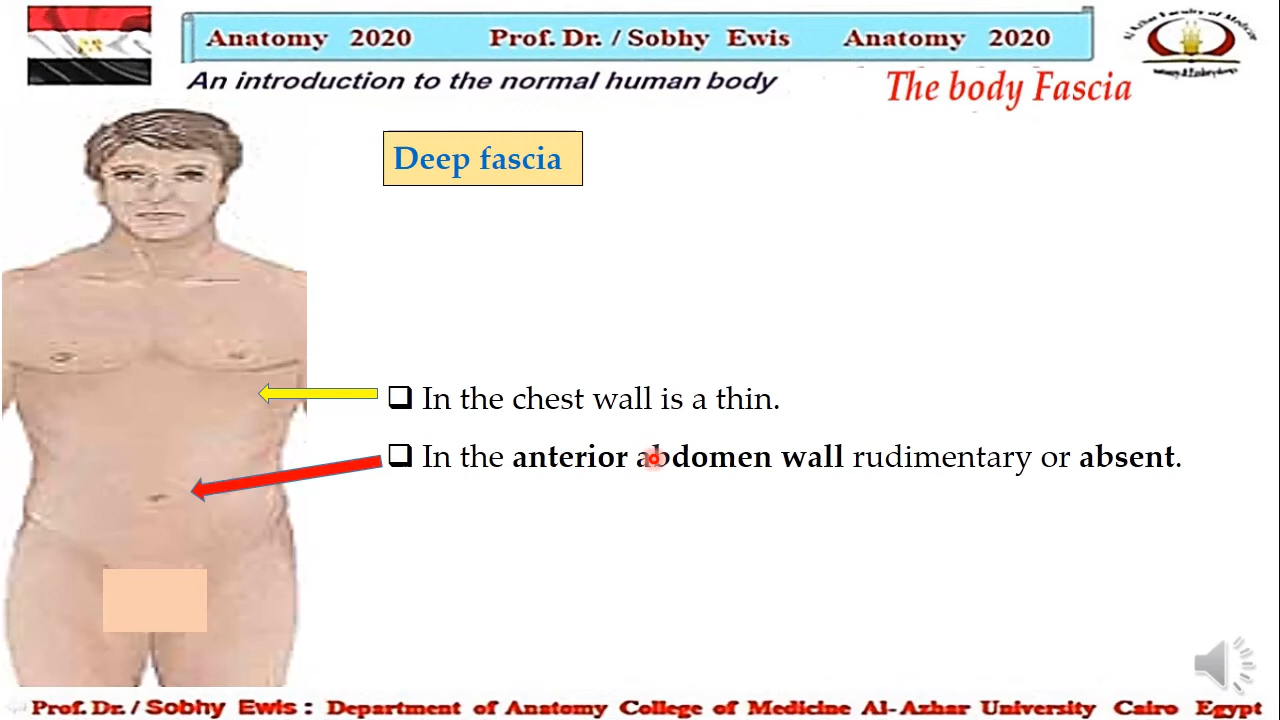 Anatomy 2020 Prof. Dr. / Sobhy Ewis Anatomy 2020
An introduction to the normal human body
The body Fascia
Deep fascia
In the chest wall is a thin.
In the anterior abdomen wall rudimentary or absent.
Prof. Dr. / Sobhy Ewis : Department of Anatomy College of Medicine Al-Azhar University Cairo Egypt